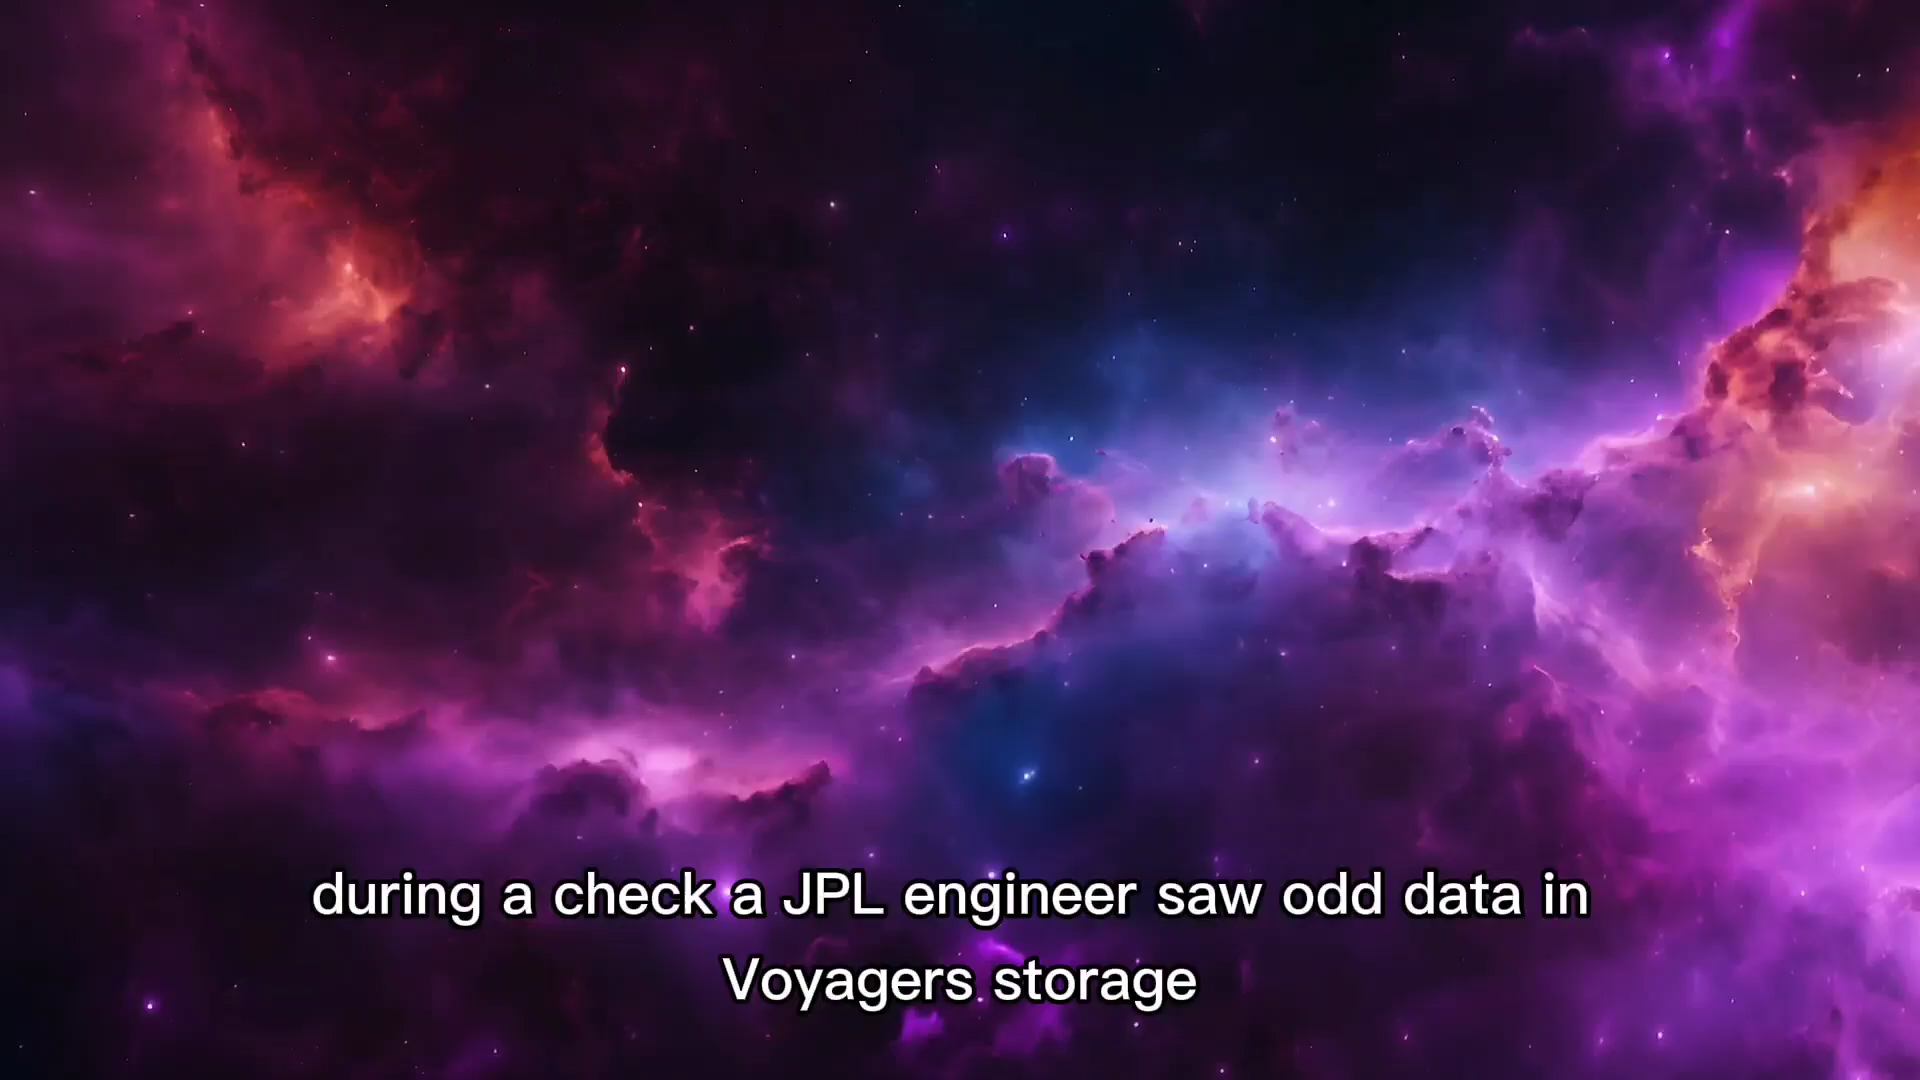 during a check a JPL engineer saw odd data in
Voyagers storage